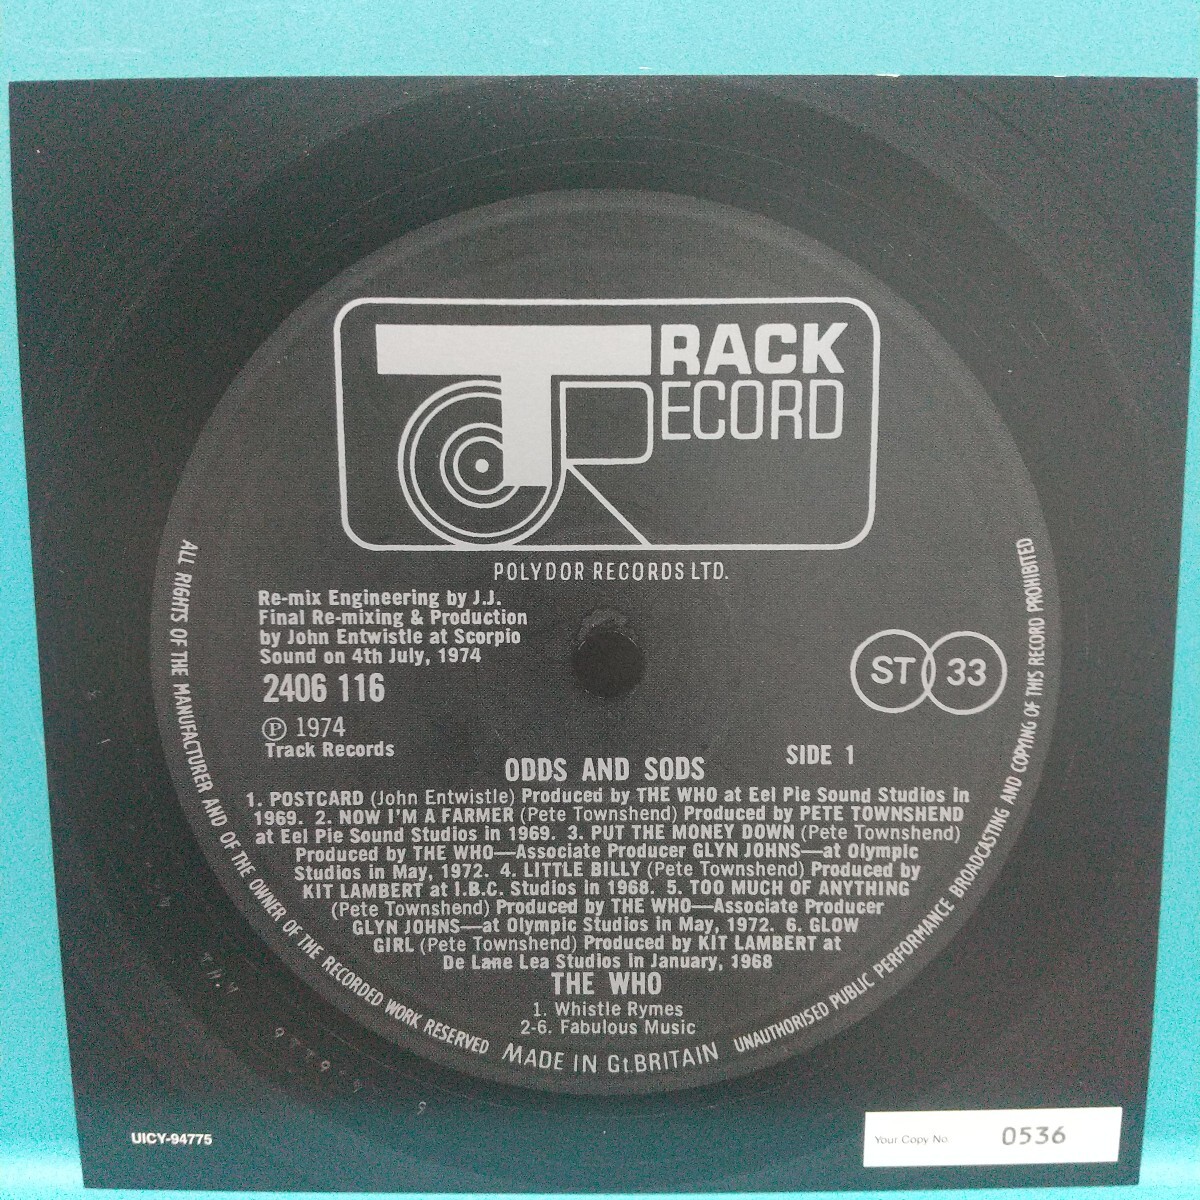 TRACK
RECORD
POLYDOR RECORDS LTD.
Re-mix Engineering by J.J.
Final Re-mixing & Production
by John Entwistle at Scorpio
Sound on 4th July, 1974
2406 116
℗ 1974
Track Records
ST 33
SIDE 1
ODDS AND SODS
1. POSTCARD (John Entwistle) Produced by THE WHO at Eel Pie Sound Studios in
1969. 2. NOW I'M A FARMER (Pete Townshend) Produced by PETE TOWNSHEND
at Eel Pie Sound Studios in 1969. 3. PUT THE MONEY DOWN (Pete Townshend)
Produced by THE WHO—Associate Producer GLYN JOHNS—at Olympic
Studios in May, 1972. 4. LITTLE BILLY (Pete Townshend) Produced by
KIT LAMBERT at I.B.C. Studios in 1968. 5. TOO MUCH OF ANYTHING
(Pete Townshend) Produced by THE WHO—Associate Producer
GLYN JOHNS—at Olympic Studios in May, 1972. 6. GLOW
GIRL (Pete Townshend) Produced by KIT LAMBERT at
De Lane Lea Studios in January, 1968
THE WHO
1. Whistle Rymes
2-6. Fabulous Music
ALL RIGHTS OF THE MANUFACTURER AND OF THE OWNER OF THE RECORDED WORK RESERVED
MADE IN Gt.BRITAIN
UNAUTHORISED PUBLIC PERFORMANCE BROADCASTING AND COPYING OF THIS RECORD PROHIBITED
UICY-94775
Your Copy No. 0536